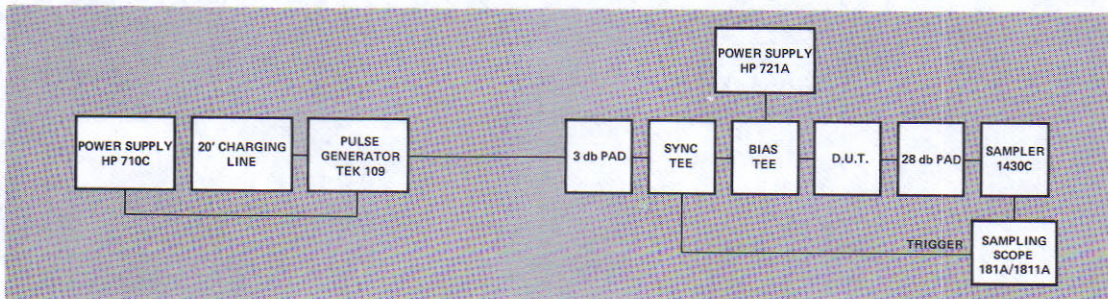 POWER SUPPLY
HP 721A
POWER SUPPLY
HP 710C
20' CHARGING
LINE
PULSE
GENERATOR
TEK 109
3 db PAD
SYNC
TEE
BIAS
TEE
D.U.T.
28 db PAD
SAMPLER
1430C
TRIGGER
SAMPLING
SCOPE
181A/1811A